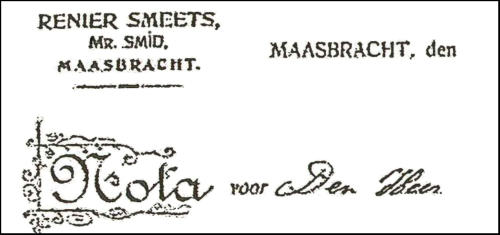 RENIER SMEETS,
MR. SMID,
MAASBRACHT.
MAASBRACHT, den
Nota voor Den Heer